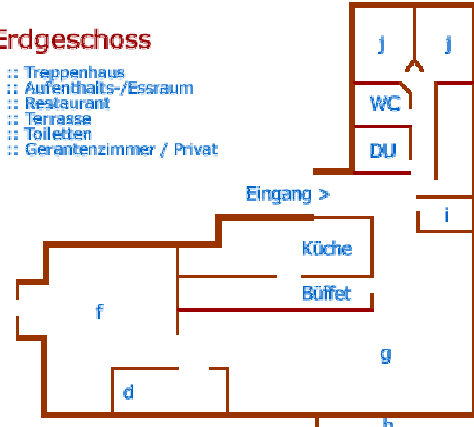 Erdgeschoss
:: Treppenhaus
:: Aufenthalts-/Essraum
:: Restaurant
:: Terrasse
:: Toiletten
:: Gerantenzimmer / Privat
j j
WC
DU
Eingang >
i
Küche
Büffet
f
g
d
h